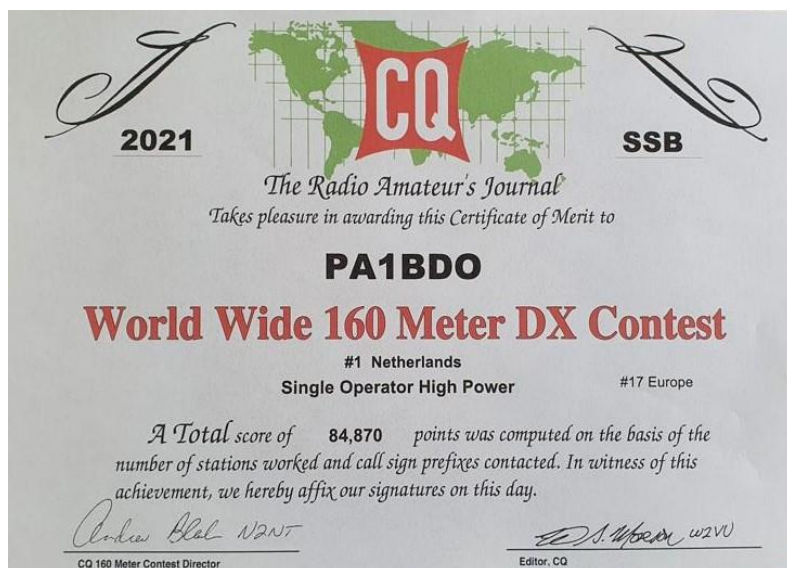 CQ
2021
SSB
The Radio Amateur's Journal
Takes pleasure in awarding this Certificate of Merit to
PA1BDO
World Wide 160 Meter DX Contest
#1 Netherlands
Single Operator High Power
#17 Europe
A Total score of 84,870 points was computed on the basis of the
number of stations worked and call sign prefixes contacted. In witness of this
achievement, we hereby affix our signatures on this day.
Andrew N2NT
W2VU
CQ 160 Meter Contest Director
Editor, CQ